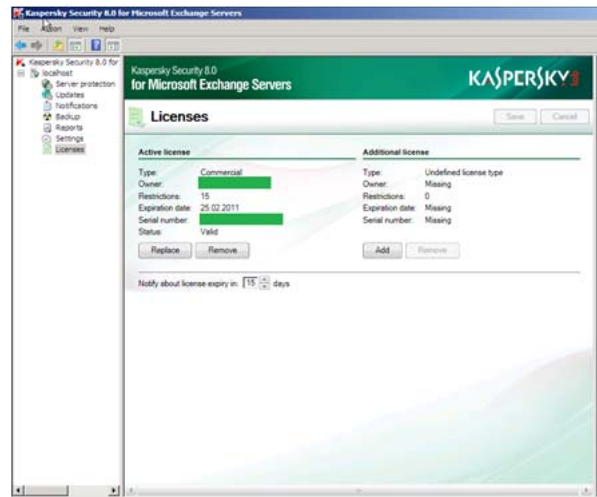 Kaspersky Security 8.0 for Microsoft Exchange Servers
File Action View Help
Kaspersky Security 8.0 for
localhost
Server protection
Updates
Notifications
Backup
Reports
Settings
Licenses
Kaspersky Security 8.0
for Microsoft Exchange Servers
KASPERSKY
Licenses
Save Cancel
Active license
Type: Commercial
Owner:
Restrictions: 15
Expiration date: 25.02.2011
Serial number:
Status: Valid
Replace Remove
Additional license
Type: Undefined license type
Owner: Missing
Restrictions: 0
Expiration date: Missing
Serial number: Missing
Add Remove
Notify about license expiry in: 15 days